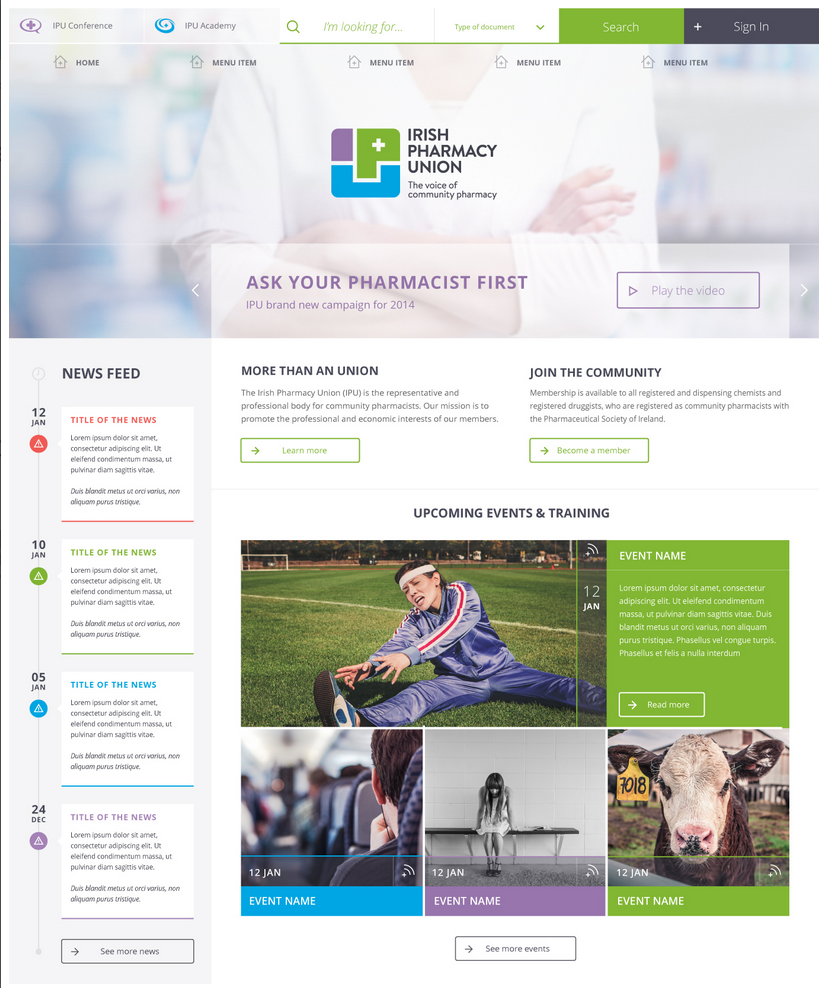 IPU Conference
IPU Academy
I'm looking for...
Type of document
Search
+ Sign In
HOME
MENU ITEM
MENU ITEM
MENU ITEM
MENU ITEM
IRISH
PHARMACY
UNION
The voice of
community pharmacy
ASK YOUR PHARMACIST FIRST
IPU brand new campaign for 2014
Play the video
NEWS FEED
12
JAN
TITLE OF THE NEWS
Lorem ipsum dolor sit amet,
consectetur adipiscing elit. Ut
eleifend condimentum massa, ut
pulvinar diam sagittis vitae.
Duis blandit metus ut orci varius, non
aliquam purus tristique.
10
JAN
TITLE OF THE NEWS
Lorem ipsum dolor sit amet,
consectetur adipiscing elit. Ut
eleifend condimentum massa, ut
pulvinar diam sagittis vitae.
Duis blandit metus ut orci varius, non
aliquam purus tristique.
05
JAN
TITLE OF THE NEWS
Lorem ipsum dolor sit amet,
consectetur adipiscing elit. Ut
eleifend condimentum massa, ut
pulvinar diam sagittis vitae.
Duis blandit metus ut orci varius, non
aliquam purus tristique.
24
DEC
TITLE OF THE NEWS
Lorem ipsum dolor sit amet,
consectetur adipiscing elit. Ut
eleifend condimentum massa, ut
pulvinar diam sagittis vitae.
Duis blandit metus ut orci varius, non
aliquam purus tristique.
See more news
MORE THAN AN UNION
The Irish Pharmacy Union (IPU) is the representative and
professional body for community pharmacists. Our mission is to
promote the professional and economic interests of our members.
Learn more
JOIN THE COMMUNITY
Membership is available to all registered and dispensing chemists and
registered druggists, who are registered as community pharmacists with
the Pharmaceutical Society of Ireland.
Become a member
UPCOMING EVENTS & TRAINING
12
JAN
EVENT NAME
Lorem ipsum dolor sit amet, consectetur
adipiscing elit. Ut eleifend condimentum
massa, ut pulvinar diam sagittis vitae. Duis
blandit metus ut orci varius, non aliquam
purus tristique. Phasellus vel congue turpis.
Phasellus et felis a nulla interdum
Read more
12 JAN
EVENT NAME
12 JAN
EVENT NAME
7018
12 JAN
EVENT NAME
See more events